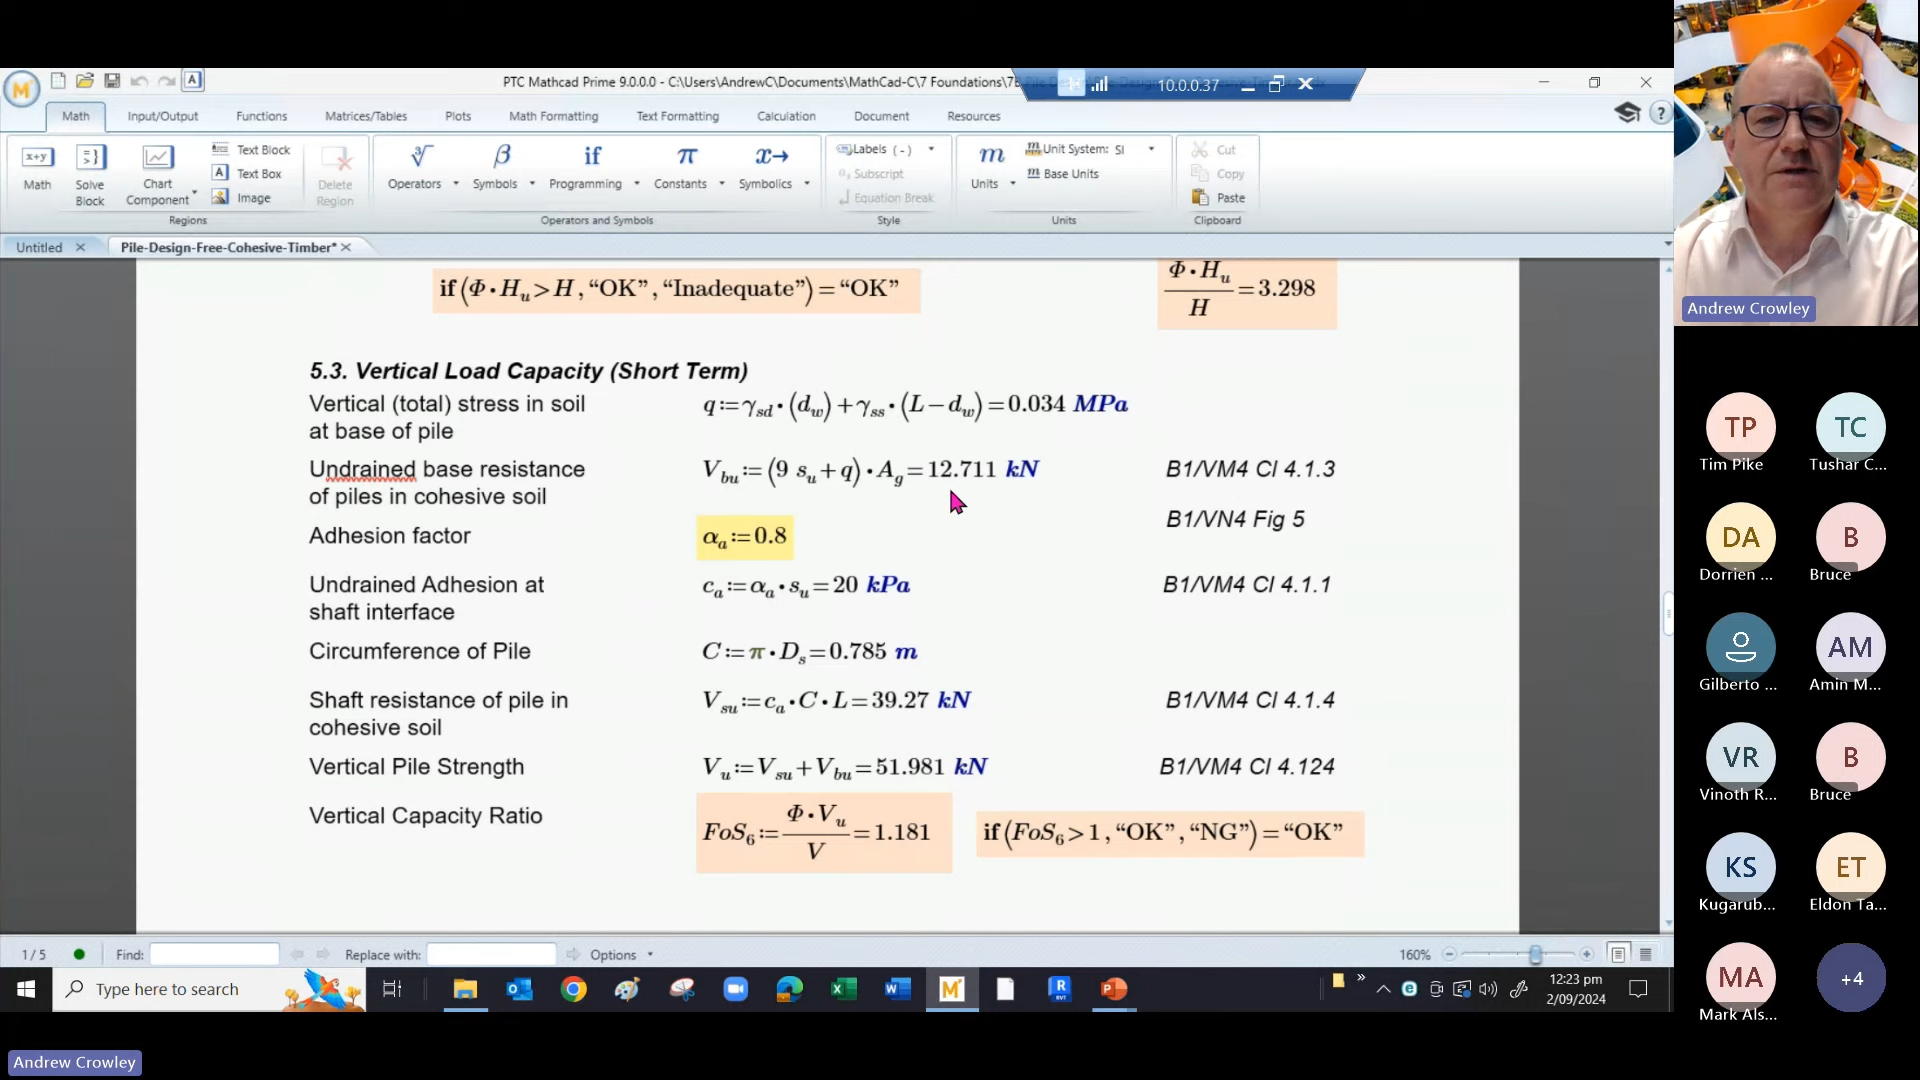 PTC Mathcad Prime 9.0.0.0 - C:\Users\AndrewC\Documents\MathCad-C\7 Foundations\7
10.0.0.37
Math Input/Output Functions Matrices/Tables Plots Math Formatting Text Formatting Calculation Document Resources
Math
Solve Block
Chart Component
Text Block
Text Box
Image
Delete Region
Operators
Symbols
Programming
Constants
Symbolics
Labels ( - )
Subscript
Equation Break
Units
Unit System: SI
Base Units
Cut
Copy
Paste
Regions Operators and Symbols Style Units Clipboard
Untitled Pile-Design-Free-Cohesive-Timber*
if (Φ·Hᵤ>H, “OK”, “Inadequate”) = “OK”
Φ·Hᵤ/H = 3.298
5.3. Vertical Load Capacity (Short Term)
Vertical (total) stress in soil
at base of pile
q := γ_sd·(d_w) + γ_ss·(L−d_w) = 0.034 MPa
Undrained base resistance
of piles in cohesive soil
V_bu := (9 s_u + q)·A_g = 12.711 kN
B1/VM4 Cl 4.1.3
Adhesion factor
α_a := 0.8
B1/VN4 Fig 5
Undrained Adhesion at
shaft interface
c_a := α_a·s_u = 20 kPa
B1/VM4 Cl 4.1.1
Circumference of Pile
C := π·D_s = 0.785 m
Shaft resistance of pile in
cohesive soil
V_su := c_a·C·L = 39.27 kN
B1/VM4 Cl 4.1.4
Vertical Pile Strength
V_u := V_su + V_bu = 51.981 kN
B1/VM4 Cl 4.124
Vertical Capacity Ratio
FoS₆ := Φ·V_u/V = 1.181
if (FoS₆>1, “OK”, “NG”) = “OK”
1 / 5 Find: Replace with: Options 160%
Type here to search
12:23 pm
2/09/2024
Andrew Crowley
Andrew Crowley
TP TC
Tim Pike Tushar C...
DA B
Dorrien ... Bruce
AM
Gilberto ... Amin M...
VR B
Vinoth R... Bruce
KS ET
Kugarub... Eldon Ta...
MA +4
Mark Als...